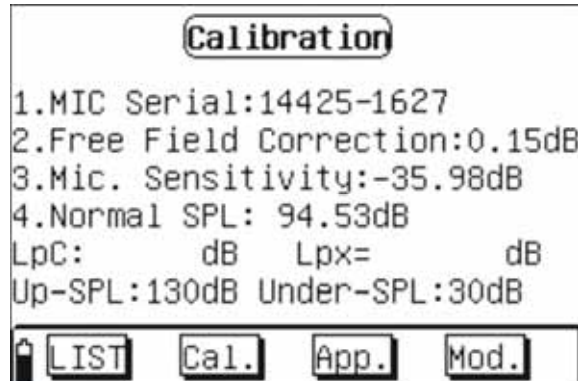 Calibration
1.MIC Serial:14425-1627
2.Free Field Correction:0.15dB
3.Mic. Sensitivity:-35.98dB
4.Normal SPL: 94.53dB
LpC: dB Lpx= dB
Up-SPL:130dB Under-SPL:30dB
LIST Cal. App. Mod.